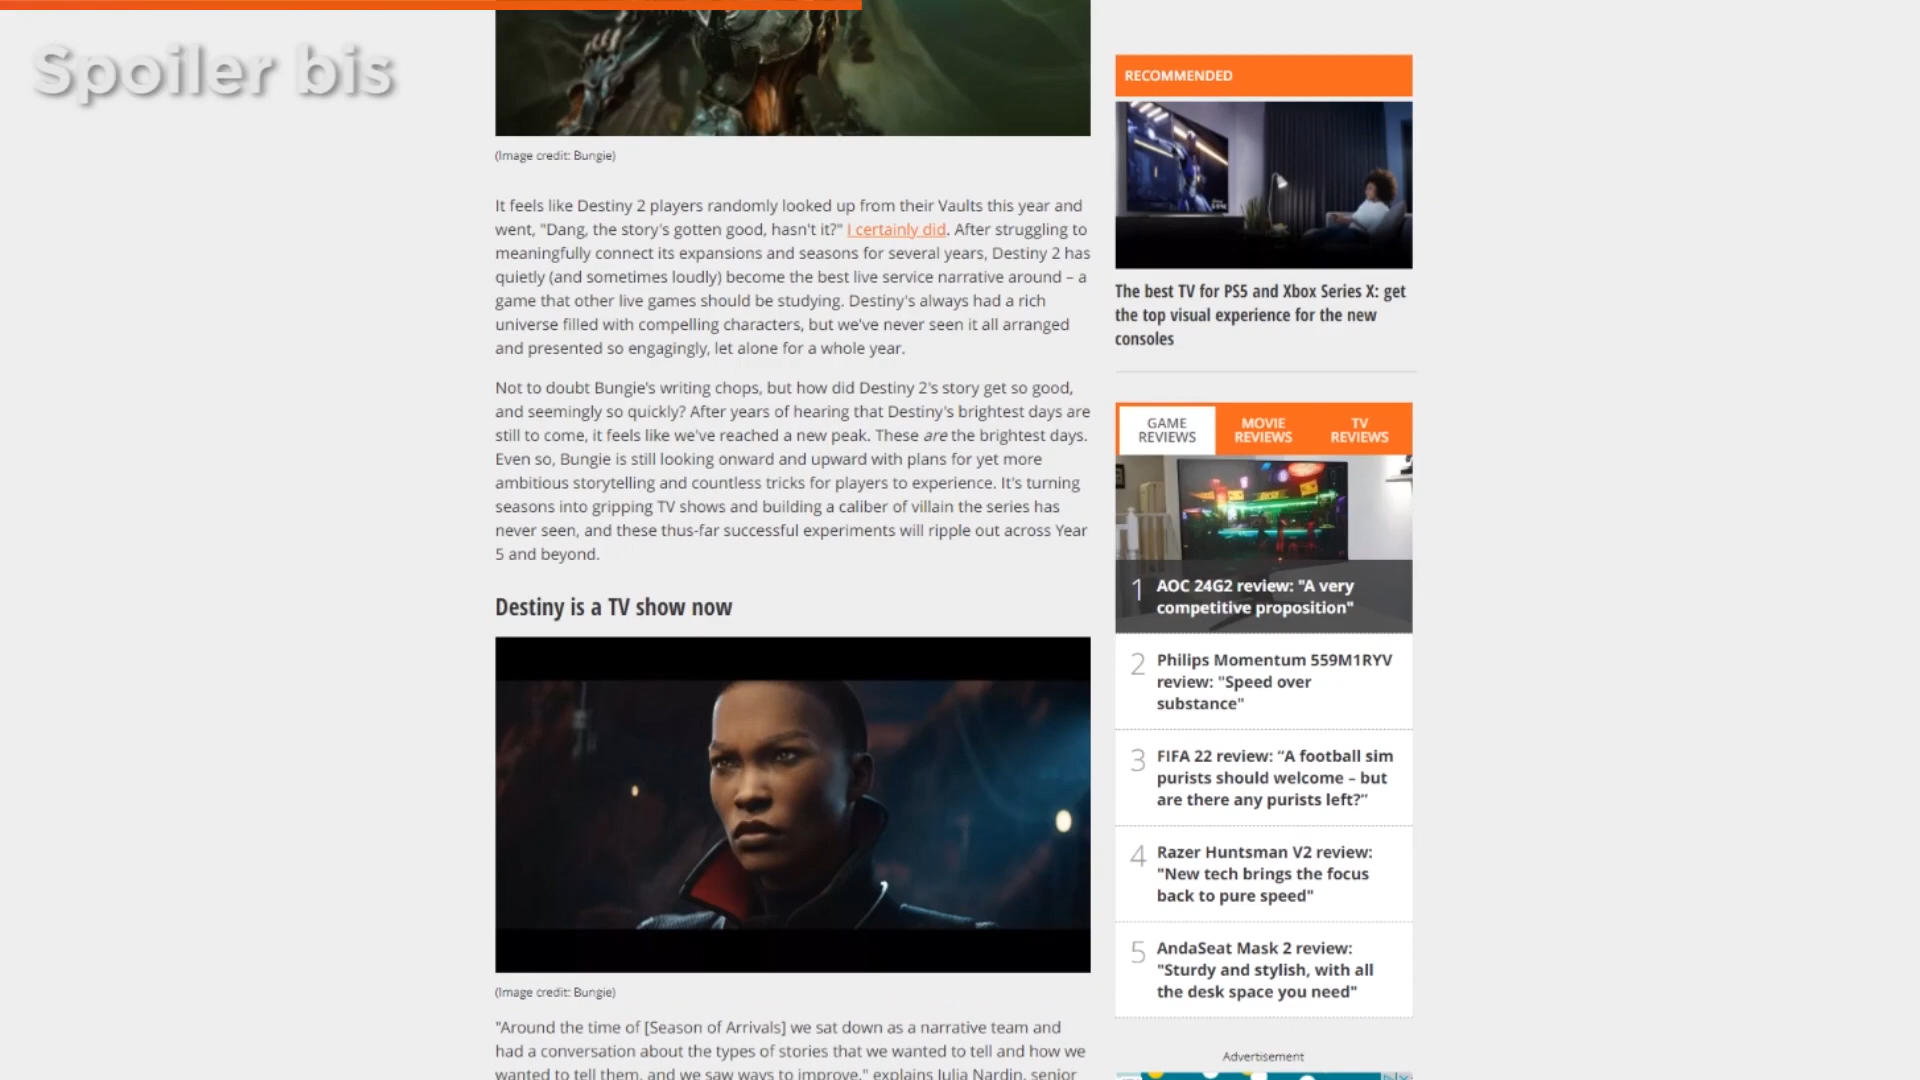 Spoiler bis
(Image credit: Bungie)
It feels like Destiny 2 players randomly looked up from their Vaults this year and
went, "Dang, the story's gotten good, hasn't it?" I certainly did. After struggling to
meaningfully connect its expansions and seasons for several years, Destiny 2 has
quietly (and sometimes loudly) become the best live service narrative around – a
game that other live games should be studying. Destiny's always had a rich
universe filled with compelling characters, but we've never seen it all arranged
and presented so engagingly, let alone for a whole year.
Not to doubt Bungie's writing chops, but how did Destiny 2's story get so good,
and seemingly so quickly? After years of hearing that Destiny's brightest days are
still to come, it feels like we've reached a new peak. These are the brightest days.
Even so, Bungie is still looking onward and upward with plans for yet more
ambitious storytelling and countless tricks for players to experience. It's turning
seasons into gripping TV shows and building a caliber of villain the series has
never seen, and these thus-far successful experiments will ripple out across Year
5 and beyond.
Destiny is a TV show now
(Image credit: Bungie)
"Around the time of [Season of Arrivals] we sat down as a narrative team and
had a conversation about the types of stories that we wanted to tell and how we
wanted to tell them, and we saw ways to improve," explains Julia Nardin, senior
RECOMMENDED
The best TV for PS5 and Xbox Series X: get
the top visual experience for the new
consoles
GAME
REVIEWS
MOVIE
REVIEWS
TV
REVIEWS
1 AOC 24G2 review: "A very
competitive proposition"
2 Philips Momentum 559M1RYV
review: "Speed over
substance"
3 FIFA 22 review: “A football sim
purists should welcome – but
are there any purists left?”
4 Razer Huntsman V2 review:
"New tech brings the focus
back to pure speed"
5 AndaSeat Mask 2 review:
"Sturdy and stylish, with all
the desk space you need"
Advertisement